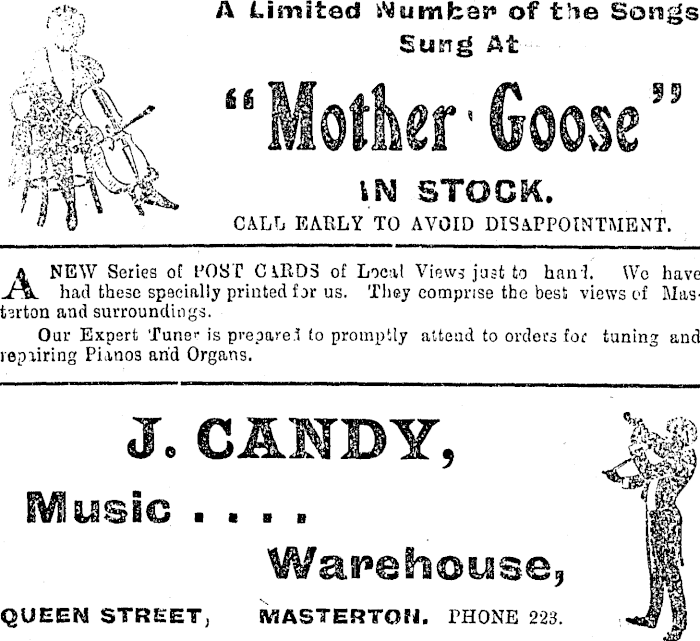 A Limited Number of the Songs
Sung At
"Mother Goose"
IN STOCK.
CALL EARLY TO AVOID DISAPPOINTMENT.
A NEW Series of POST CARDS of Local Views just to hand. We have
had these specially printed for us. They comprise the best views of Mas-
terton and surroundings.
Our Expert Tuner is prepared to promptly attend to orders for tuning and
repairing Pianos and Organs.
J. CANDY,
Music . . . .
Warehouse,
QUEEN STREET, MASTERTON. PHONE 223.